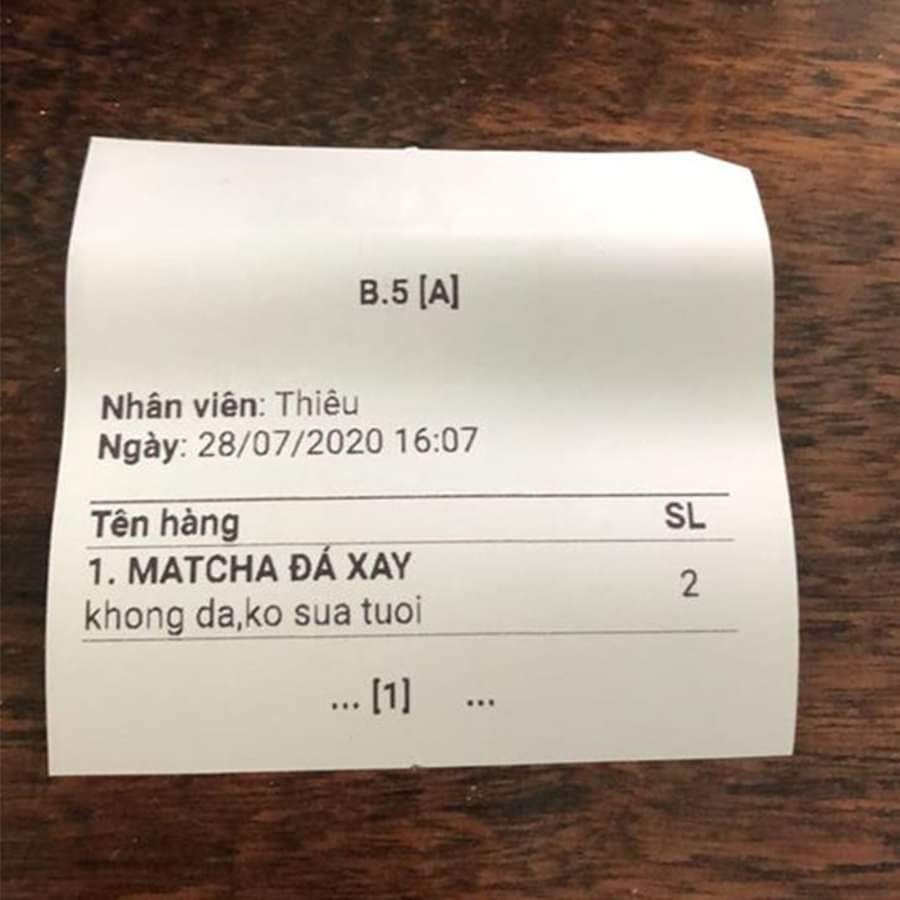 B.5 [A]
Nhân viên: Thiêu
Ngày: 28/07/2020 16:07
Tên hàng SL
1. MATCHA ĐÁ XAY 2
khong da,ko sua tuoi
... [1] ...